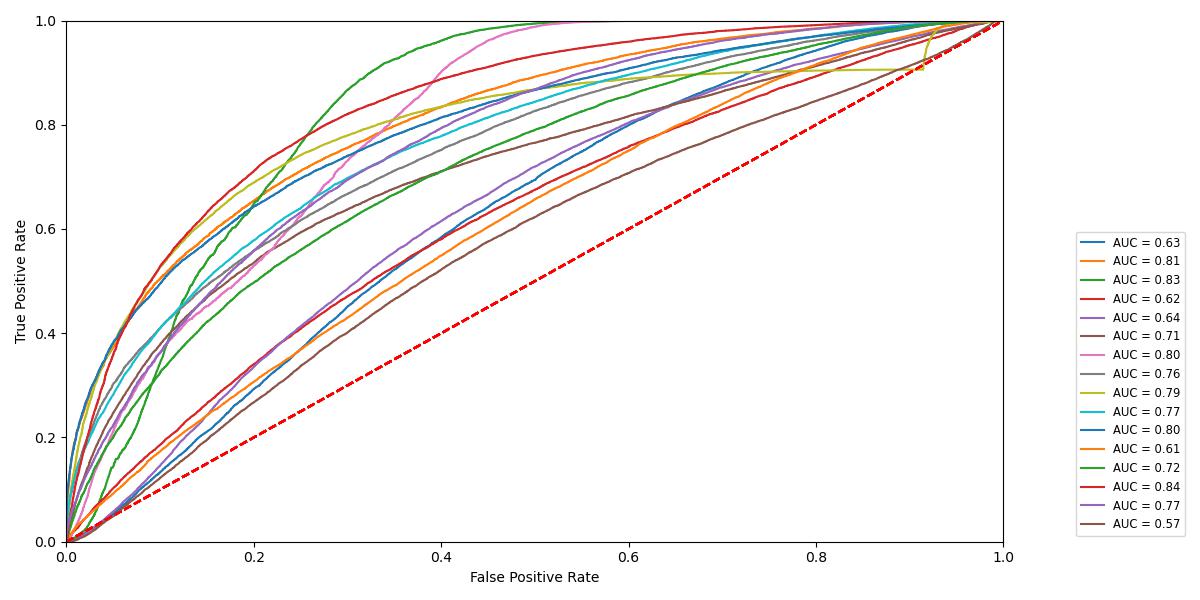 1.0
0.8
0.6
0.4
0.2
0.0
True Positive Rate
0.0 0.2 0.4 0.6 0.8 1.0
False Positive Rate
AUC = 0.63
AUC = 0.81
AUC = 0.83
AUC = 0.62
AUC = 0.64
AUC = 0.71
AUC = 0.80
AUC = 0.76
AUC = 0.79
AUC = 0.77
AUC = 0.80
AUC = 0.61
AUC = 0.72
AUC = 0.84
AUC = 0.77
AUC = 0.57